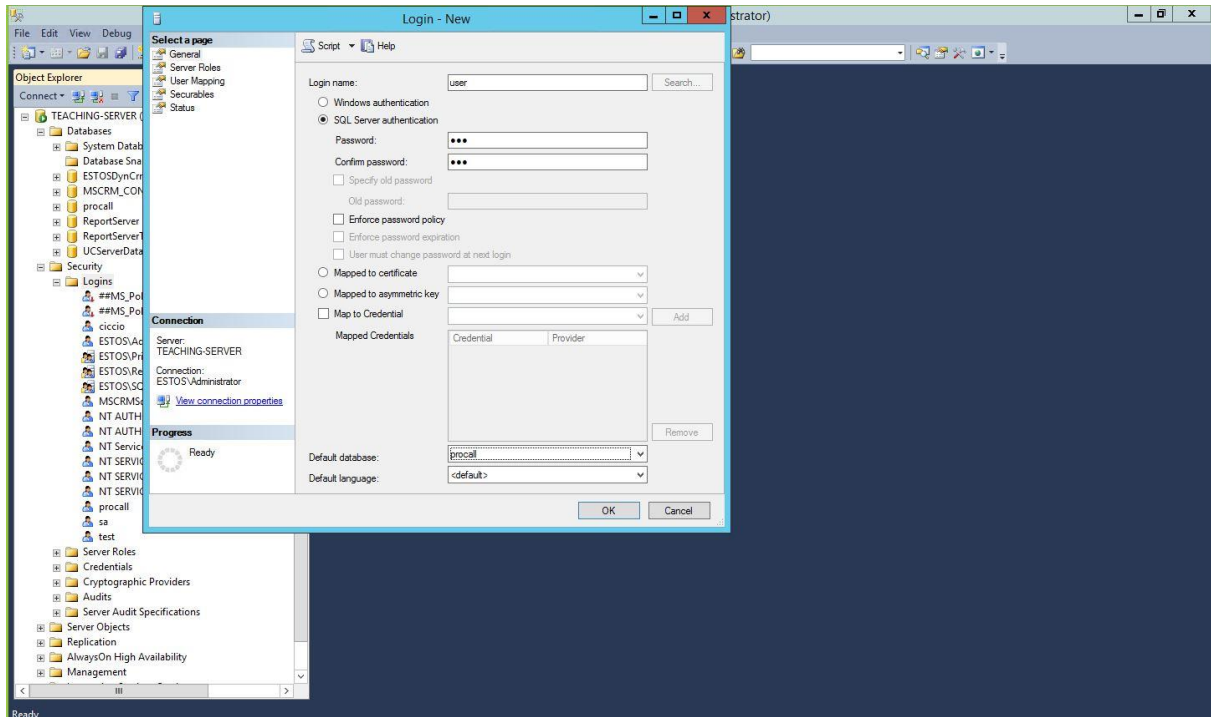 strator)
File Edit View Debug
Object Explorer
Connect
TEACHING-SERVER (
Databases
System Datab
Database Sna
ESTOSDynCrr
MSCRM_CON
procall
ReportServer
ReportServerT
UCServerData
Security
Logins
##MS_Pol
##MS_Pol
ciccio
ESTOS\Ad
ESTOS\Pri
ESTOS\Re
ESTOS\SQ
MSCRMSc
NT AUTH
NT AUTH
NT Service
NT SERVIC
NT SERVIC
NT SERVIC
procall
sa
test
Server Roles
Credentials
Cryptographic Providers
Audits
Server Audit Specifications
Server Objects
Replication
AlwaysOn High Availability
Management
Ready
Login - New
Select a page
General
Server Roles
User Mapping
Securables
Status
Connection
Server:
TEACHING-SERVER
Connection:
ESTOS\Administrator
View connection properties
Progress
Ready
Script Help
Login name: user Search...
Windows authentication
SQL Server authentication
Password: •••
Confirm password: •••
Specify old password
Old password:
Enforce password policy
Enforce password expiration
User must change password at next login
Mapped to certificate
Mapped to asymmetric key
Map to Credential Add
Mapped Credentials Credential Provider
Remove
Default database: procall
Default language: <default>
OK Cancel